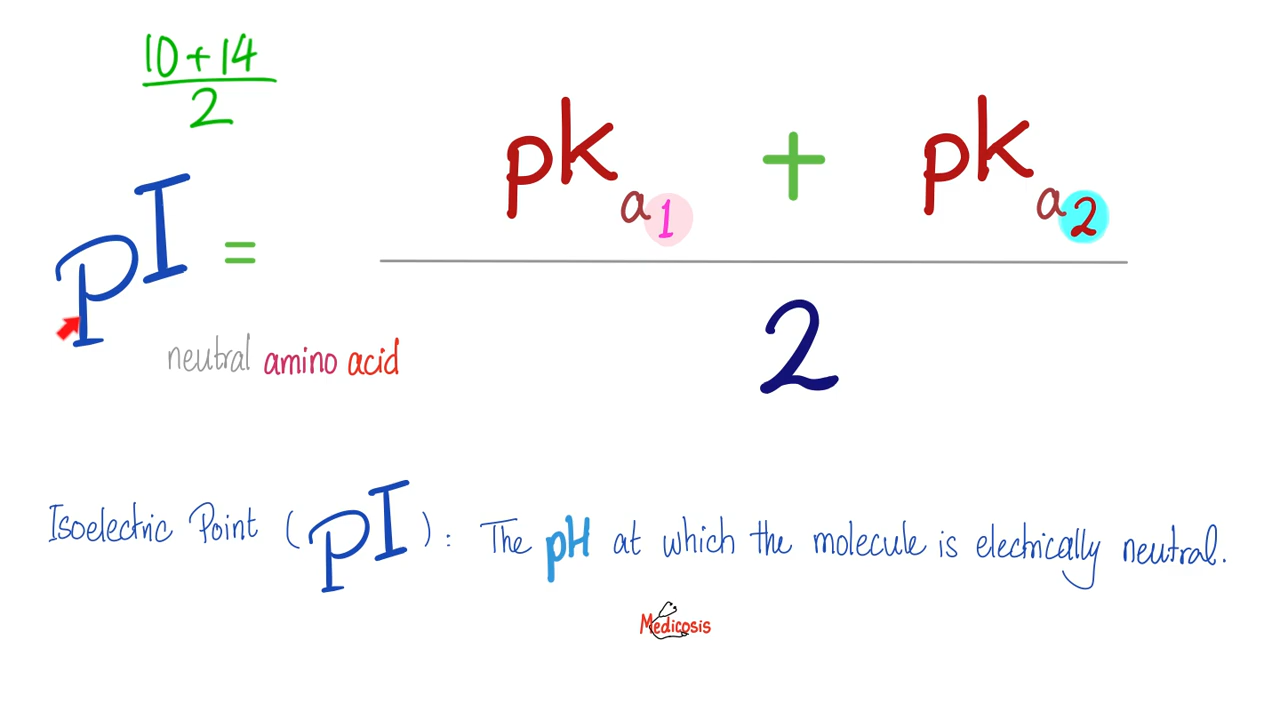 10 + 14
2
pI = pka1 + pka2
2
neutral amino acid
Isoelectric Point (pI): The pH at which the molecule is electrically neutral.
Medicosis